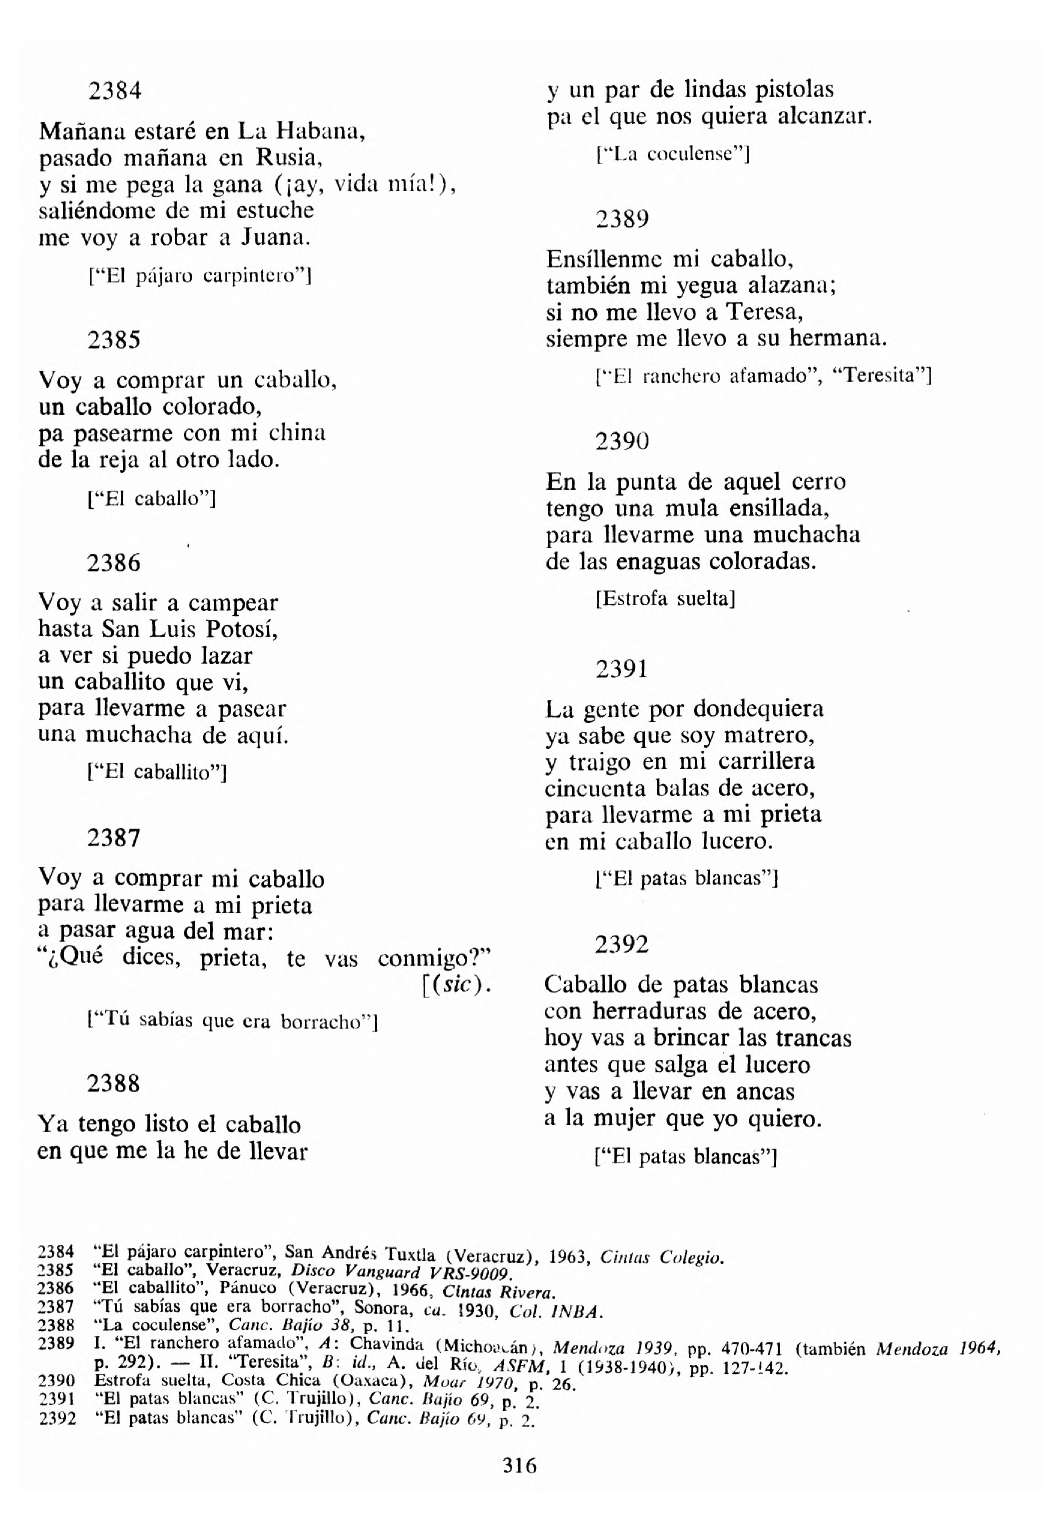 2384
Mañana estaré en La Habana,
pasado mañana en Rusia,
y si me pega la gana (¡ay, vida mía!),
saliéndome de mi estuche
me voy a robar a Juana.
[“El pájaro carpintero”]
2385
Voy a comprar un caballo,
un caballo colorado,
pa pasearme con mi china
de la reja al otro lado.
[“El caballo”]
2386
Voy a salir a campear
hasta San Luis Potosí,
a ver si puedo lazar
un caballito que vi,
para llevarme a pasear
una muchacha de aquí.
[“El caballito”]
2387
Voy a comprar mi caballo
para llevarme a mi prieta
a pasar agua del mar:
“¿Qué dices, prieta, te vas conmigo?”
[(sic).
[“Tú sabías que era borracho”]
2388
Ya tengo listo el caballo
en que me la he de llevar
y un par de lindas pistolas
pa el que nos quiera alcanzar.
[“La coculense”]
2389
Ensíllenme mi caballo,
también mi yegua alazana;
si no me llevo a Teresa,
siempre me llevo a su hermana.
[“El ranchero afamado”, “Teresita”]
2390
En la punta de aquel cerro
tengo una mula ensillada,
para llevarme una muchacha
de las enaguas coloradas.
[Estrofa suelta]
2391
La gente por dondequiera
ya sabe que soy matrero,
y traigo en mi carrillera
cincuenta balas de acero,
para llevarme a mi prieta
en mi caballo lucero.
[“El patas blancas”]
2392
Caballo de patas blancas
con herraduras de acero,
hoy vas a brincar las trancas
antes que salga el lucero
y vas a llevar en ancas
a la mujer que yo quiero.
[“El patas blancas”]
2384 “El pájaro carpintero”, San Andrés Tuxtla (Veracruz), 1963, Cintas Colegio.
2385 “El caballo”, Veracruz, Disco Vanguard VRS-9009.
2386 “El caballito”, Pánuco (Veracruz), 1966, Cintas Rivera.
2387 “Tú sabías que era borracho”, Sonora, ca. 1930, Col. INBA.
2388 “La coculense”, Canc. Bajío 38, p. 11.
2389 I. “El ranchero afamado”, A: Chavinda (Michoacán), Mendoza 1939, pp. 470-471 (también Mendoza 1964,
p. 292). — II. “Teresita”, B: id., A. del Río, ASFM, 1 (1938-1940), pp. 127-142.
2390 Estrofa suelta, Costa Chica (Oaxaca), Moar 1970, p. 26.
2391 “El patas blancas” (C. Trujillo), Canc. Bajío 69, p. 2.
2392 “El patas blancas” (C. Trujillo), Canc. Bajío 69, p. 2.
316